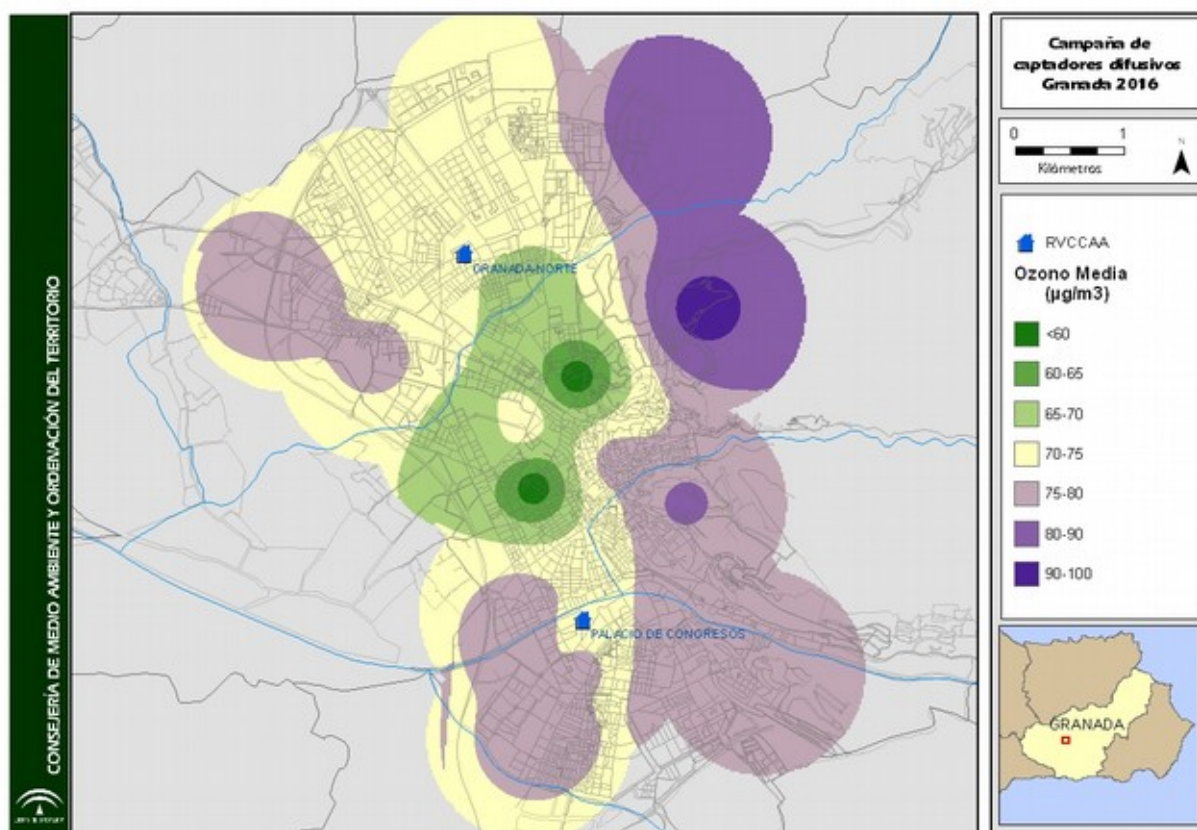 CONSEJERÍA DE MEDIO AMBIENTE Y ORDENACIÓN DEL TERRITORIO
GRANADA-NORTE
PALACIO DE CONGRESOS
Campaña de
captadores difusivos
Granada 2016
0 1
Kilómetros
N
RVCCAA
Ozono Media
(µg/m3)
<60
60-65
65-70
70-75
75-80
80-90
90-100
GRANADA